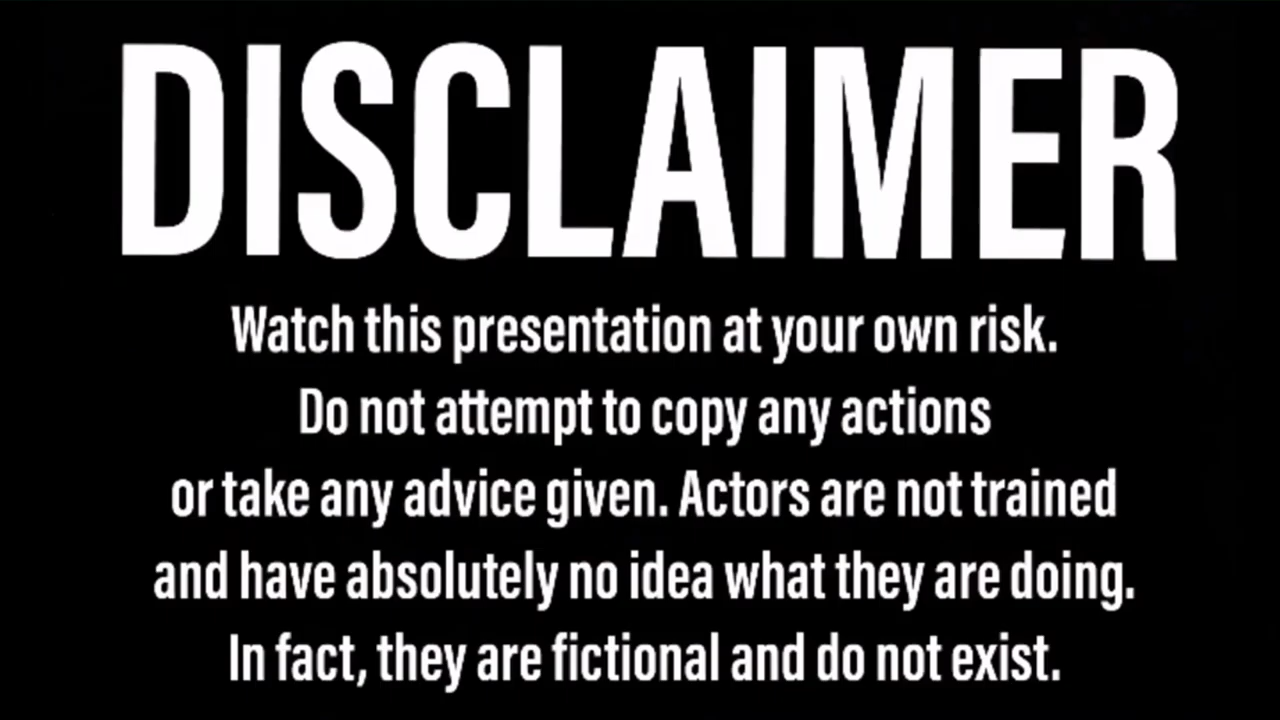 DISCLAIMER
Watch this presentation at your own risk.
Do not attempt to copy any actions
or take any advice given. Actors are not trained
and have absolutely no idea what they are doing.
In fact, they are fictional and do not exist.